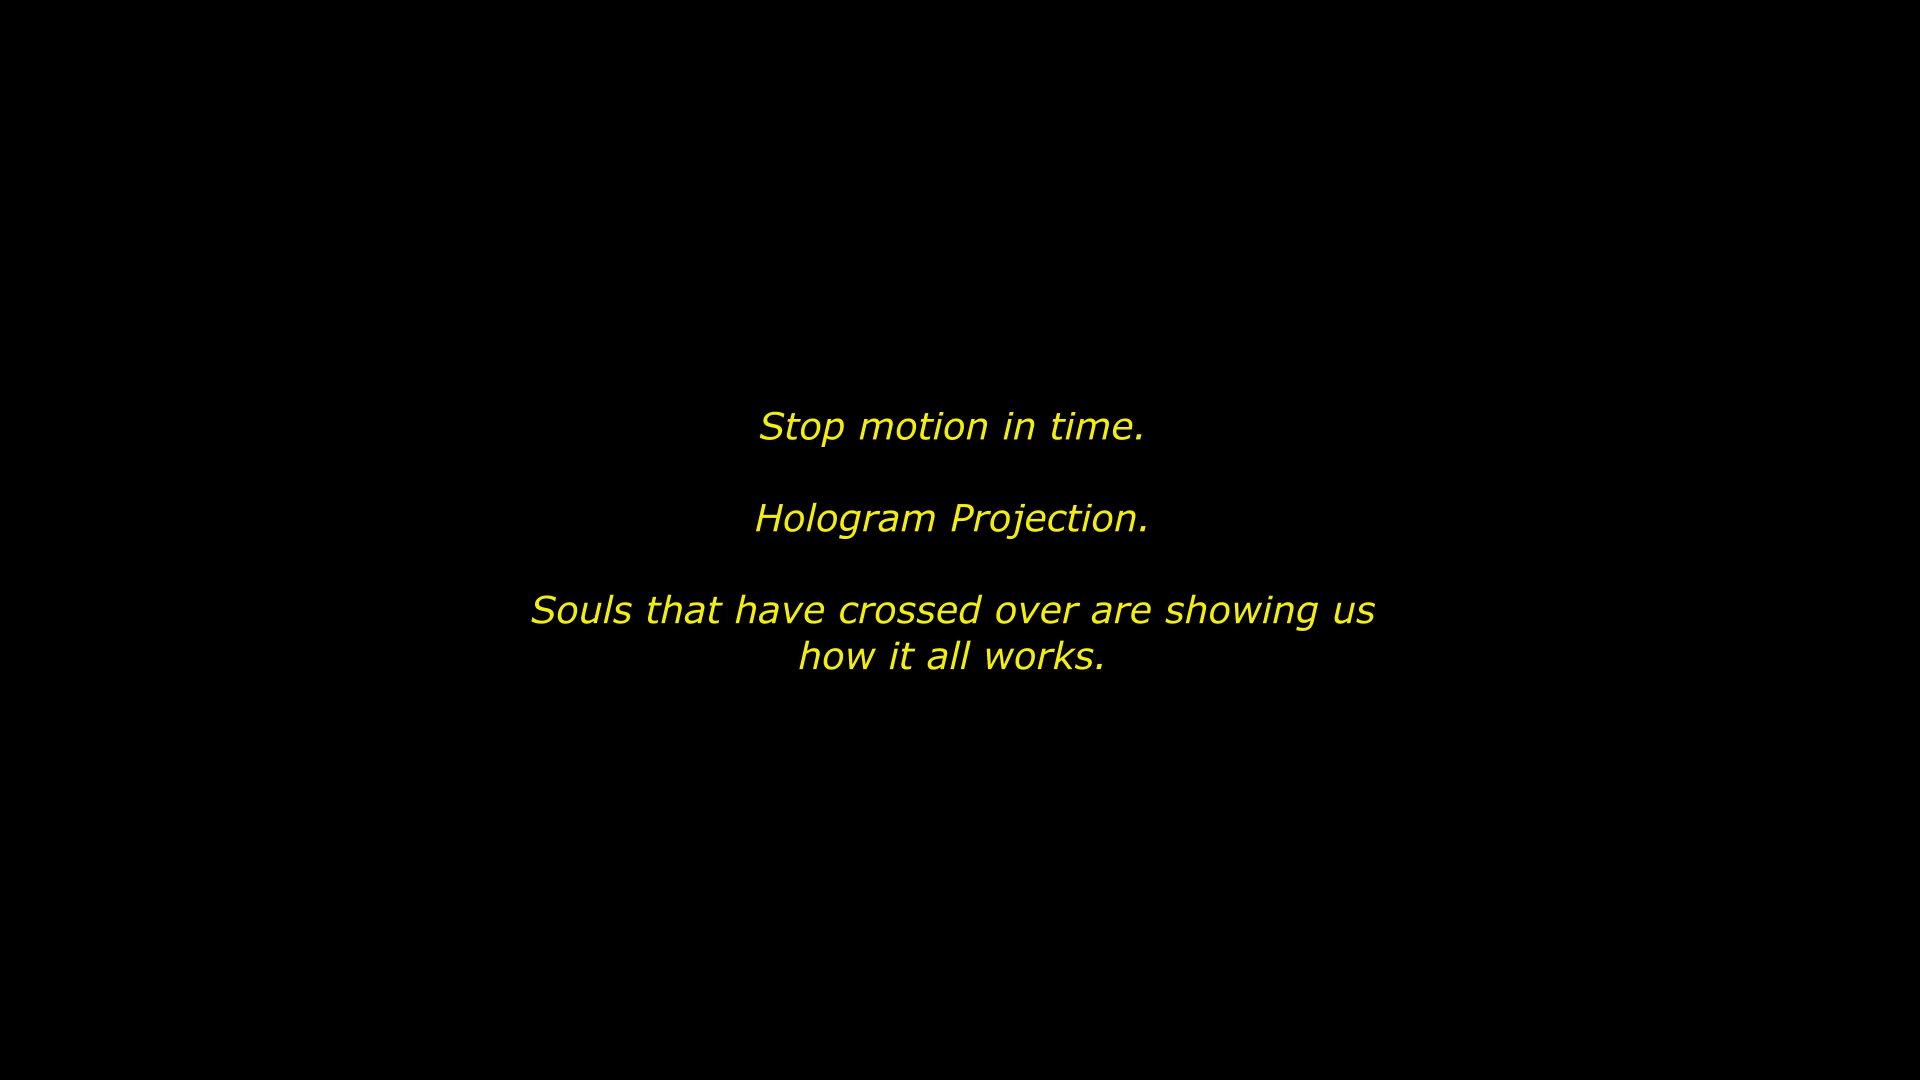 Stop motion in time.
Hologram Projection.
Souls that have crossed over are showing us
how it all works.